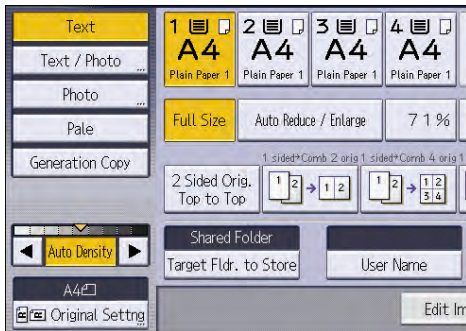 Text
Text / Photo
Photo
Pale
Generation Copy
Auto Density
A4
Original Settng
1 2 3 4
A4 A4 A4 A4
Plain Paper 1 Plain Paper 1 Plain Paper 1 Plain Paper 1
Full Size Auto Reduce / Enlarge 71%
1 sided*Comb 2 orig 1 sided*Comb 4 orig 1
2 Sided Orig.
Top to Top
1 2 1 2
1 2 1 2
3 4
Shared Folder
Target Fldr. to Store User Name
Edit Im